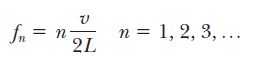 fₙ = n v/2L n = 1, 2, 3, …